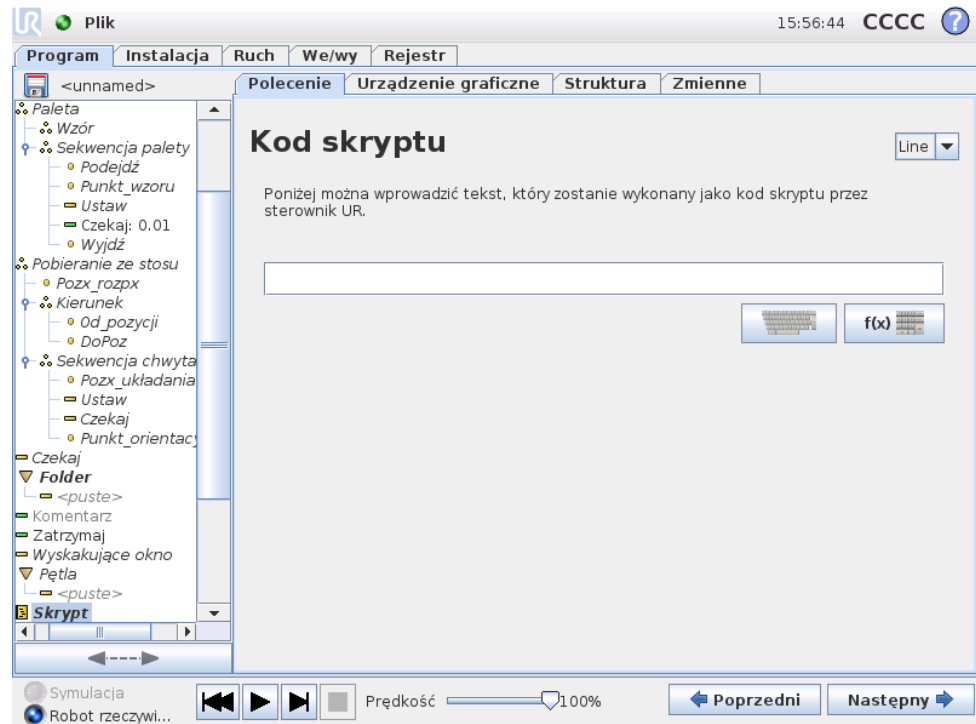 UR Plik 15:56:44 CCCC ?
Program Instalacja Ruch We/wy Rejestr
<unnamed>
Polecenie Urządzenie graficzne Struktura Zmienne
Paleta
Wzór
Sekwencja palety
Podejdź
Punkt_wzoru
Ustaw
Czekaj: 0.01
Wyjdź
Pobieranie ze stosu
Pozx_rozpx
Kierunek
Od_pozycji
DoPoz
Sekwencja chwyta
Pozx_układania
Ustaw
Czekaj
Punkt_orientacy
Czekaj
Folder
<puste>
Komentarz
Zatrzymaj
Wyskakujące okno
Pętla
<puste>
Skrypt
Kod skryptu
Line
Poniżej można wprowadzić tekst, który zostanie wykonany jako kod skryptu przez
sterownik UR.
f(x)
Symulacja
Robot rzeczywi...
Prędkość 100%
Poprzedni Następny